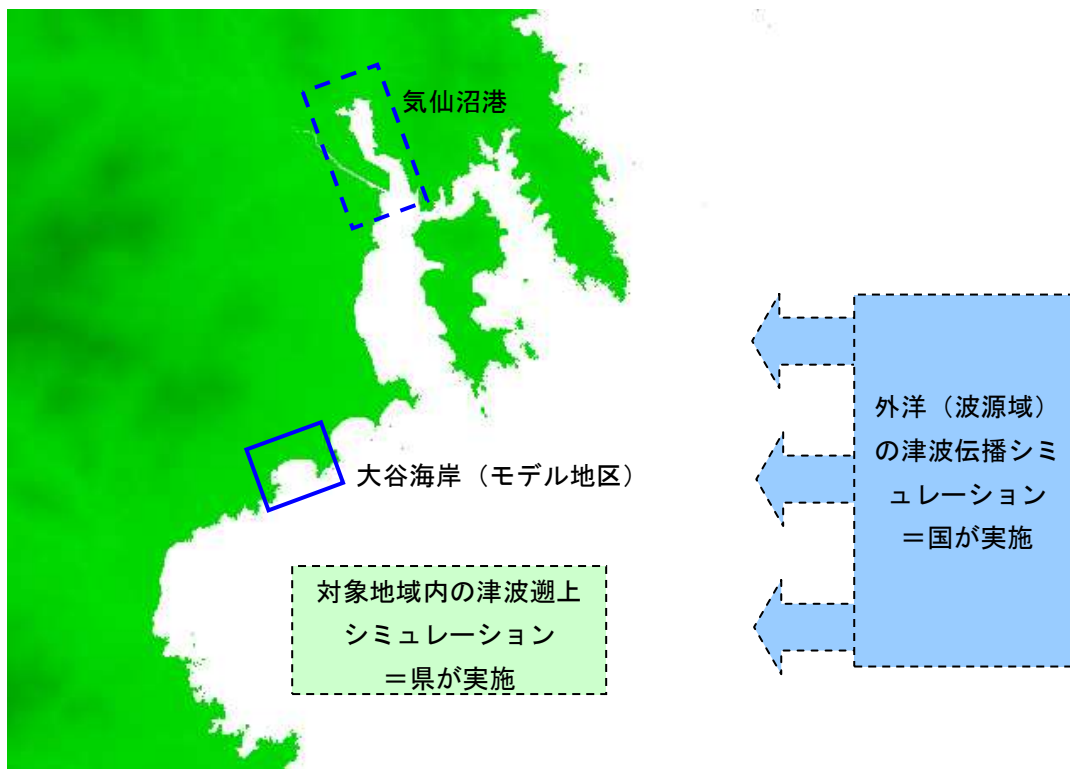 気仙沼港
大谷海岸（モデル地区）
対象地域内の津波遡上
シミュレーション
＝県が実施
外洋（波源域）
の津波伝播シミ
ュレーション
＝国が実施